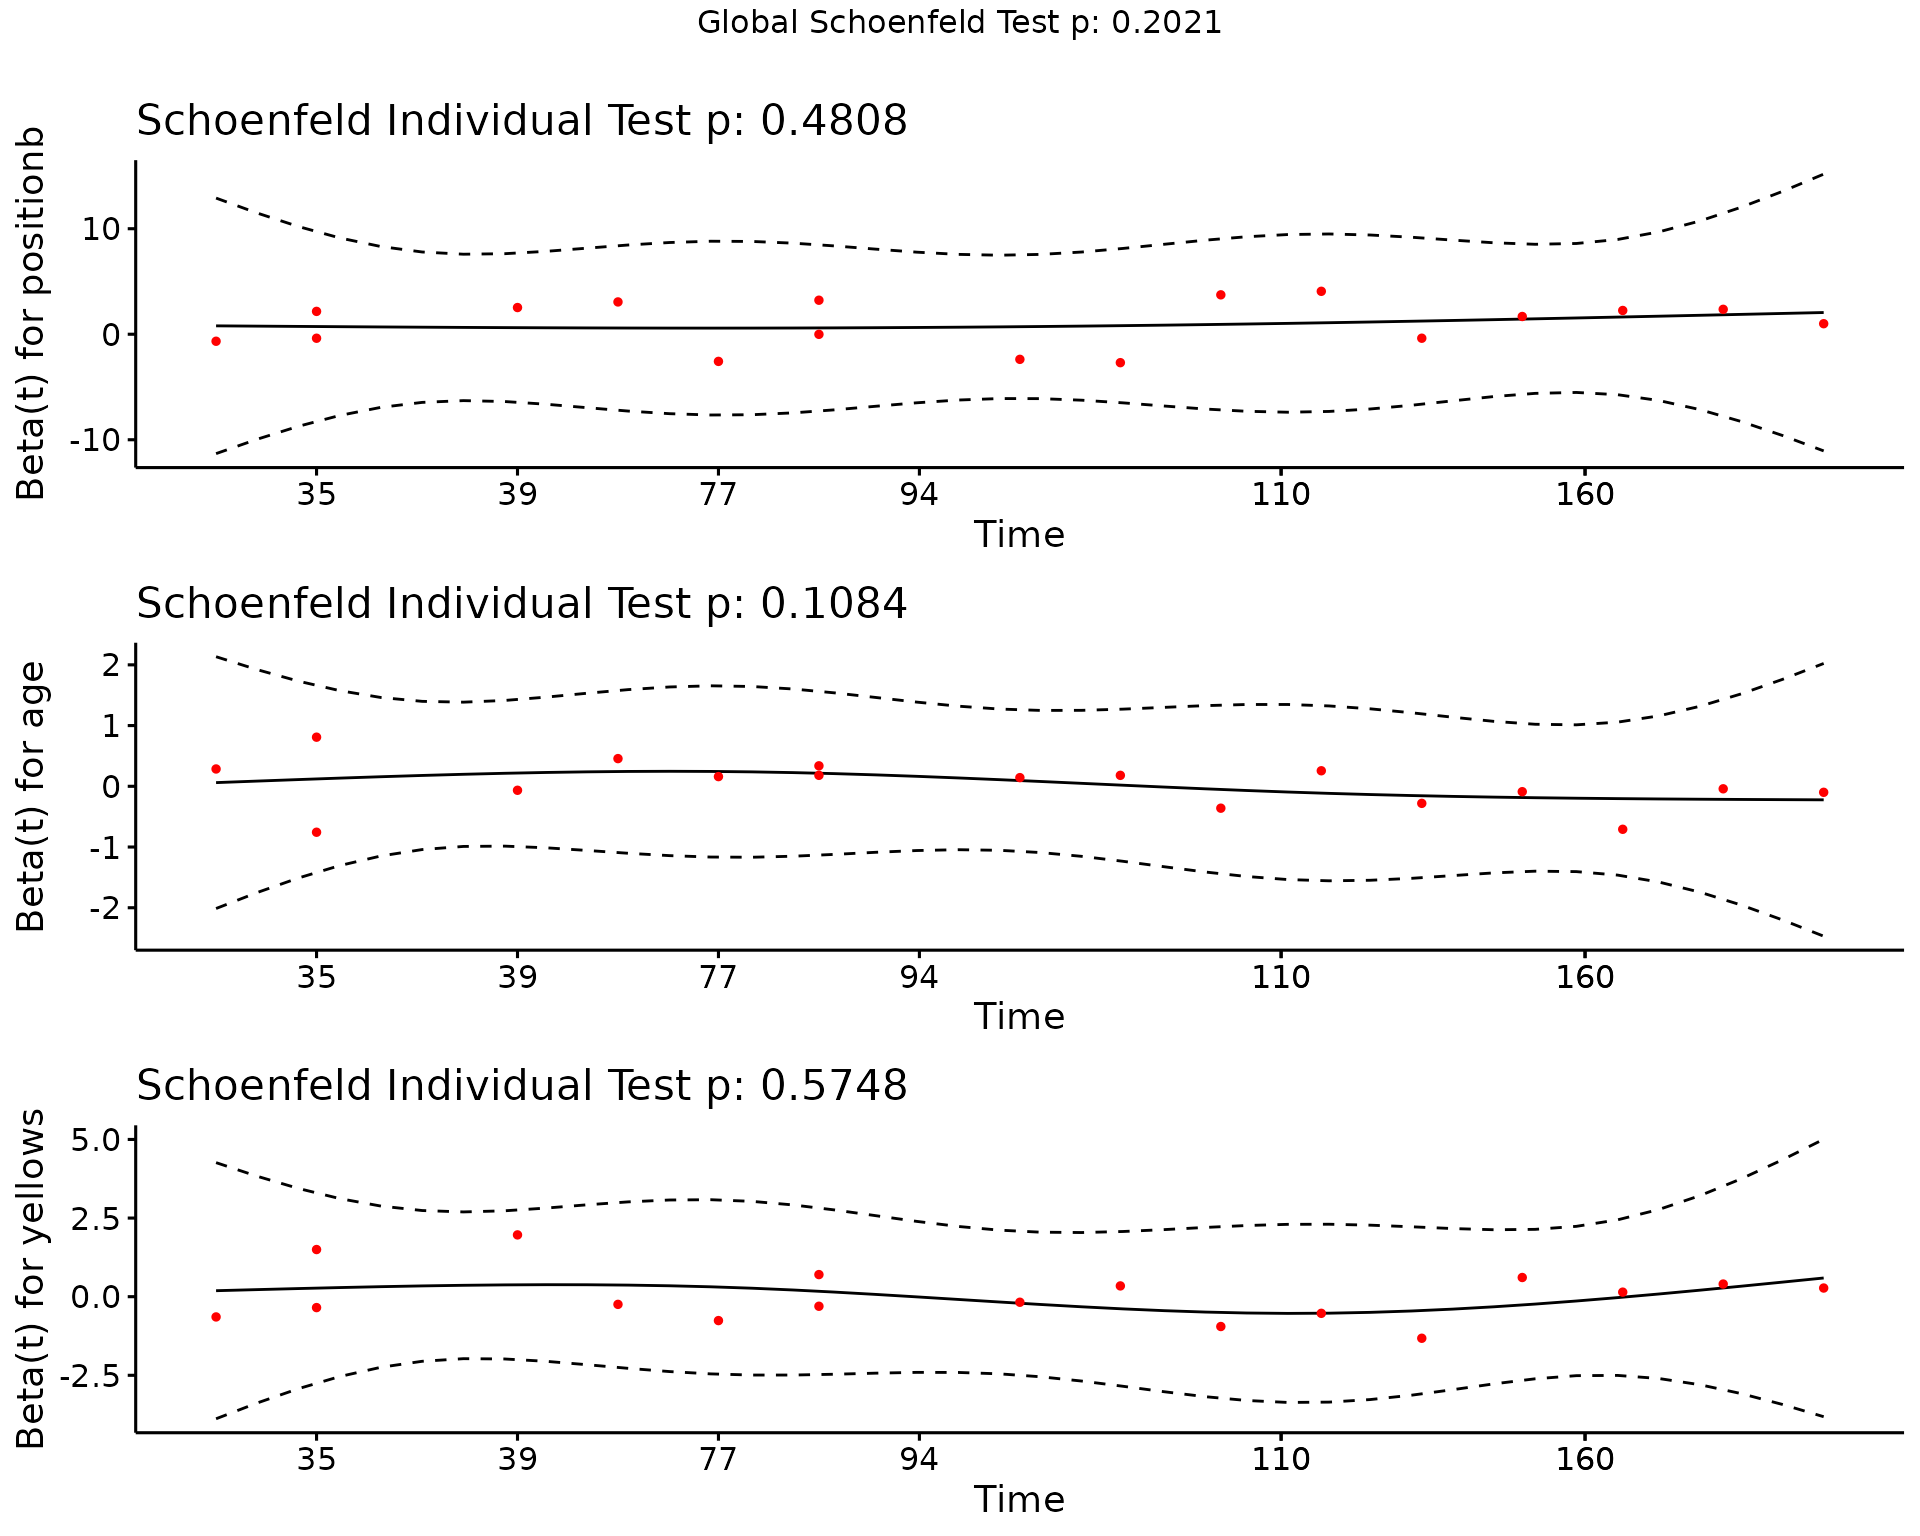 Global Schoenfeld Test p: 0.2021
Schoenfeld Individual Test p: 0.4808
Beta(t) for positionb
10
0
-10
35 39 77 94 110 160
Time
Schoenfeld Individual Test p: 0.1084
Beta(t) for age
2
1
0
-1
-2
35 39 77 94 110 160
Time
Schoenfeld Individual Test p: 0.5748
Beta(t) for yellows
5.0
2.5
0.0
-2.5
35 39 77 94 110 160
Time